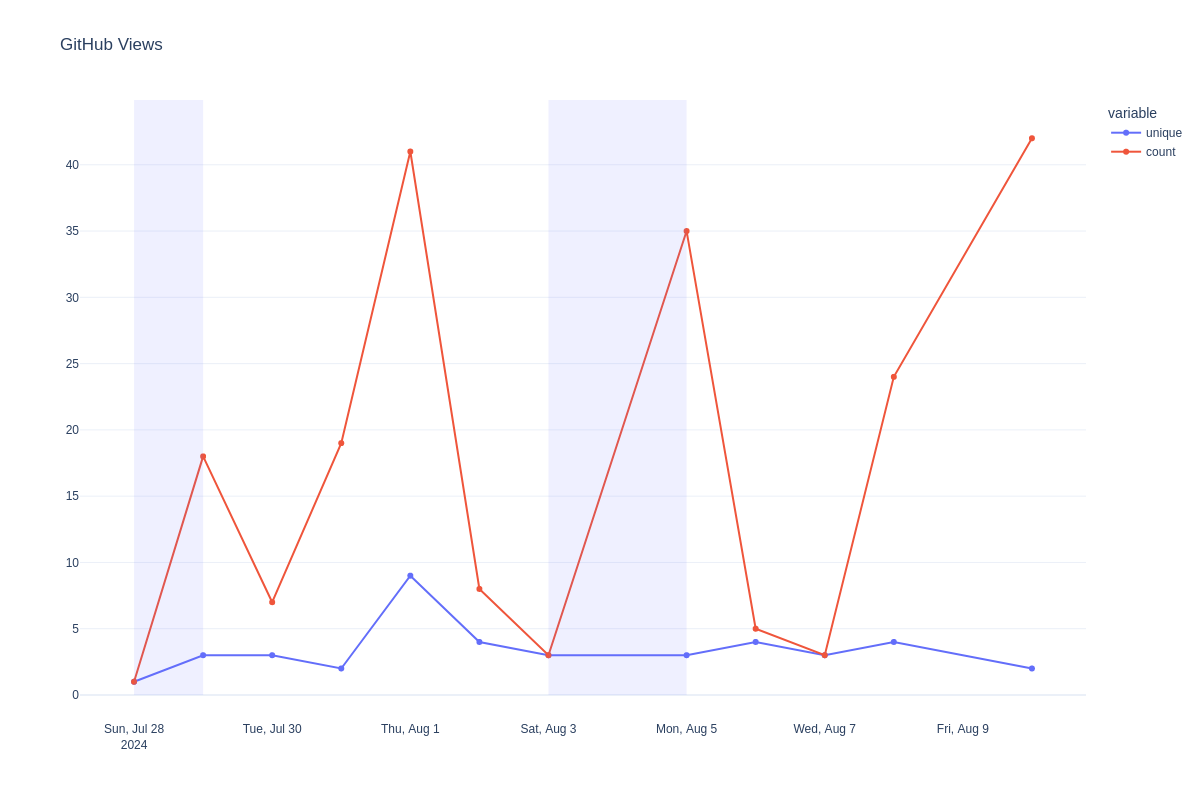 GitHub Views
variable
unique
count
40
35
30
25
20
15
10
5
0
Sun, Jul 28
2024
Tue, Jul 30
Thu, Aug 1
Sat, Aug 3
Mon, Aug 5
Wed, Aug 7
Fri, Aug 9